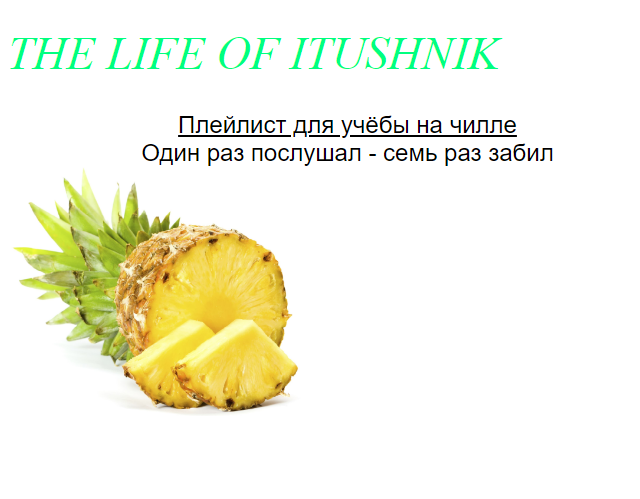 THE LIFE OF ITUSHNIK
Плейлист для учёбы на чилле
Один раз послушал - семь раз забил